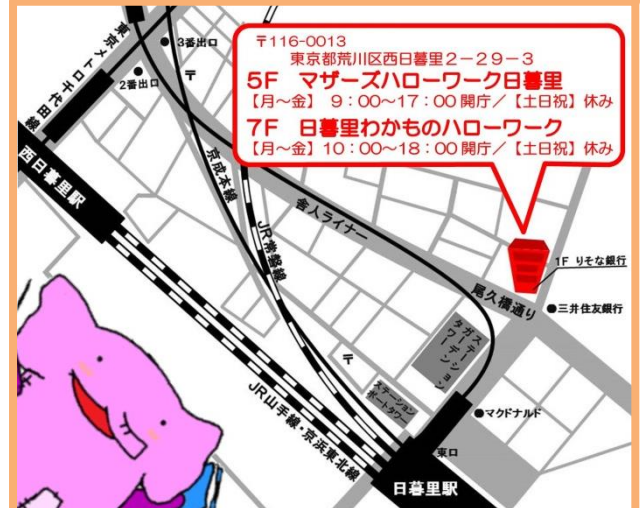 〒116-0013
東京都荒川区西日暮里2-29-3
5F マザーズハローワーク日暮里
【月~金】 9:00~17:00開庁/【土日祝】休み
7F 日暮里わかものハローワーク
【月~金】10:00~18:00開庁/【土日祝】休み
東京メトロ千代田線
3番出口
〒
2番出口
西日暮里駅
京成本線
JR常磐線
舎人ライナー
1F りそな銀行
尾久橋通り
三井住友銀行
ステーション
ガーデン
タワー
〒
ステーション
ポートタワー
マクドナルド
JR山手線・京浜東北線
東口
日暮里駅